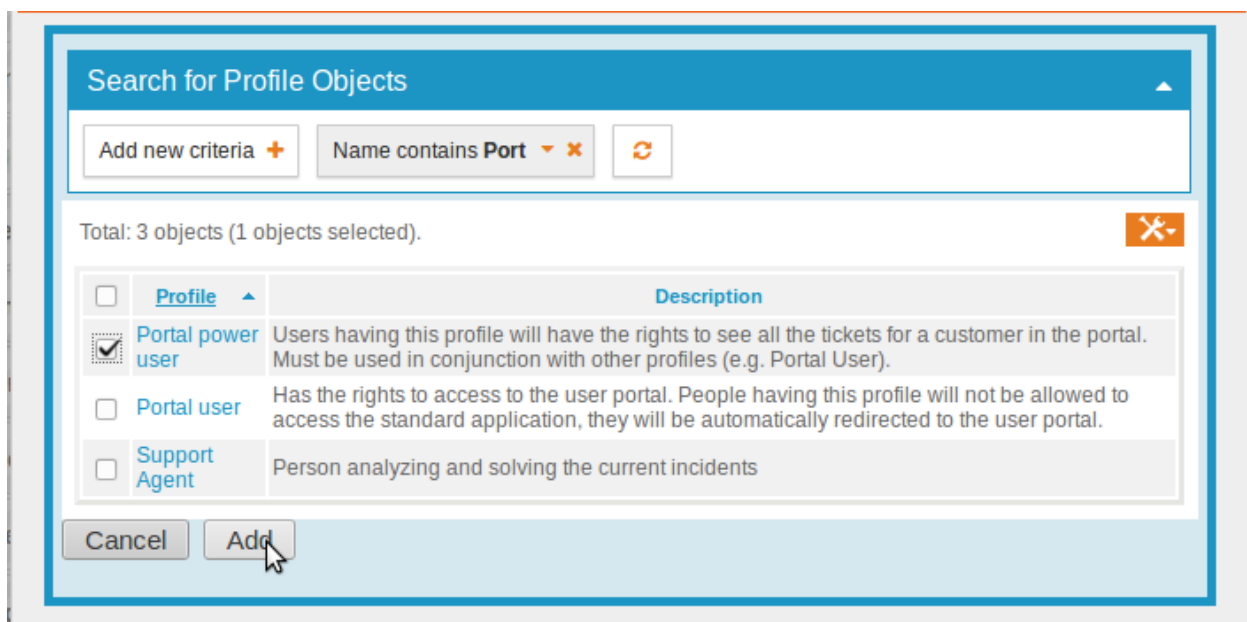 Search for Profile Objects
Add new criteria
Name contains Port
Total: 3 objects (1 objects selected).
Profile Description
Portal power user
Users having this profile will have the rights to see all the tickets for a customer in the portal.
Must be used in conjunction with other profiles (e.g. Portal User).
Portal user
Has the rights to access to the user portal. People having this profile will not be allowed to
access the standard application, they will be automatically redirected to the user portal.
Support
Agent
Person analyzing and solving the current incidents
Cancel
Add